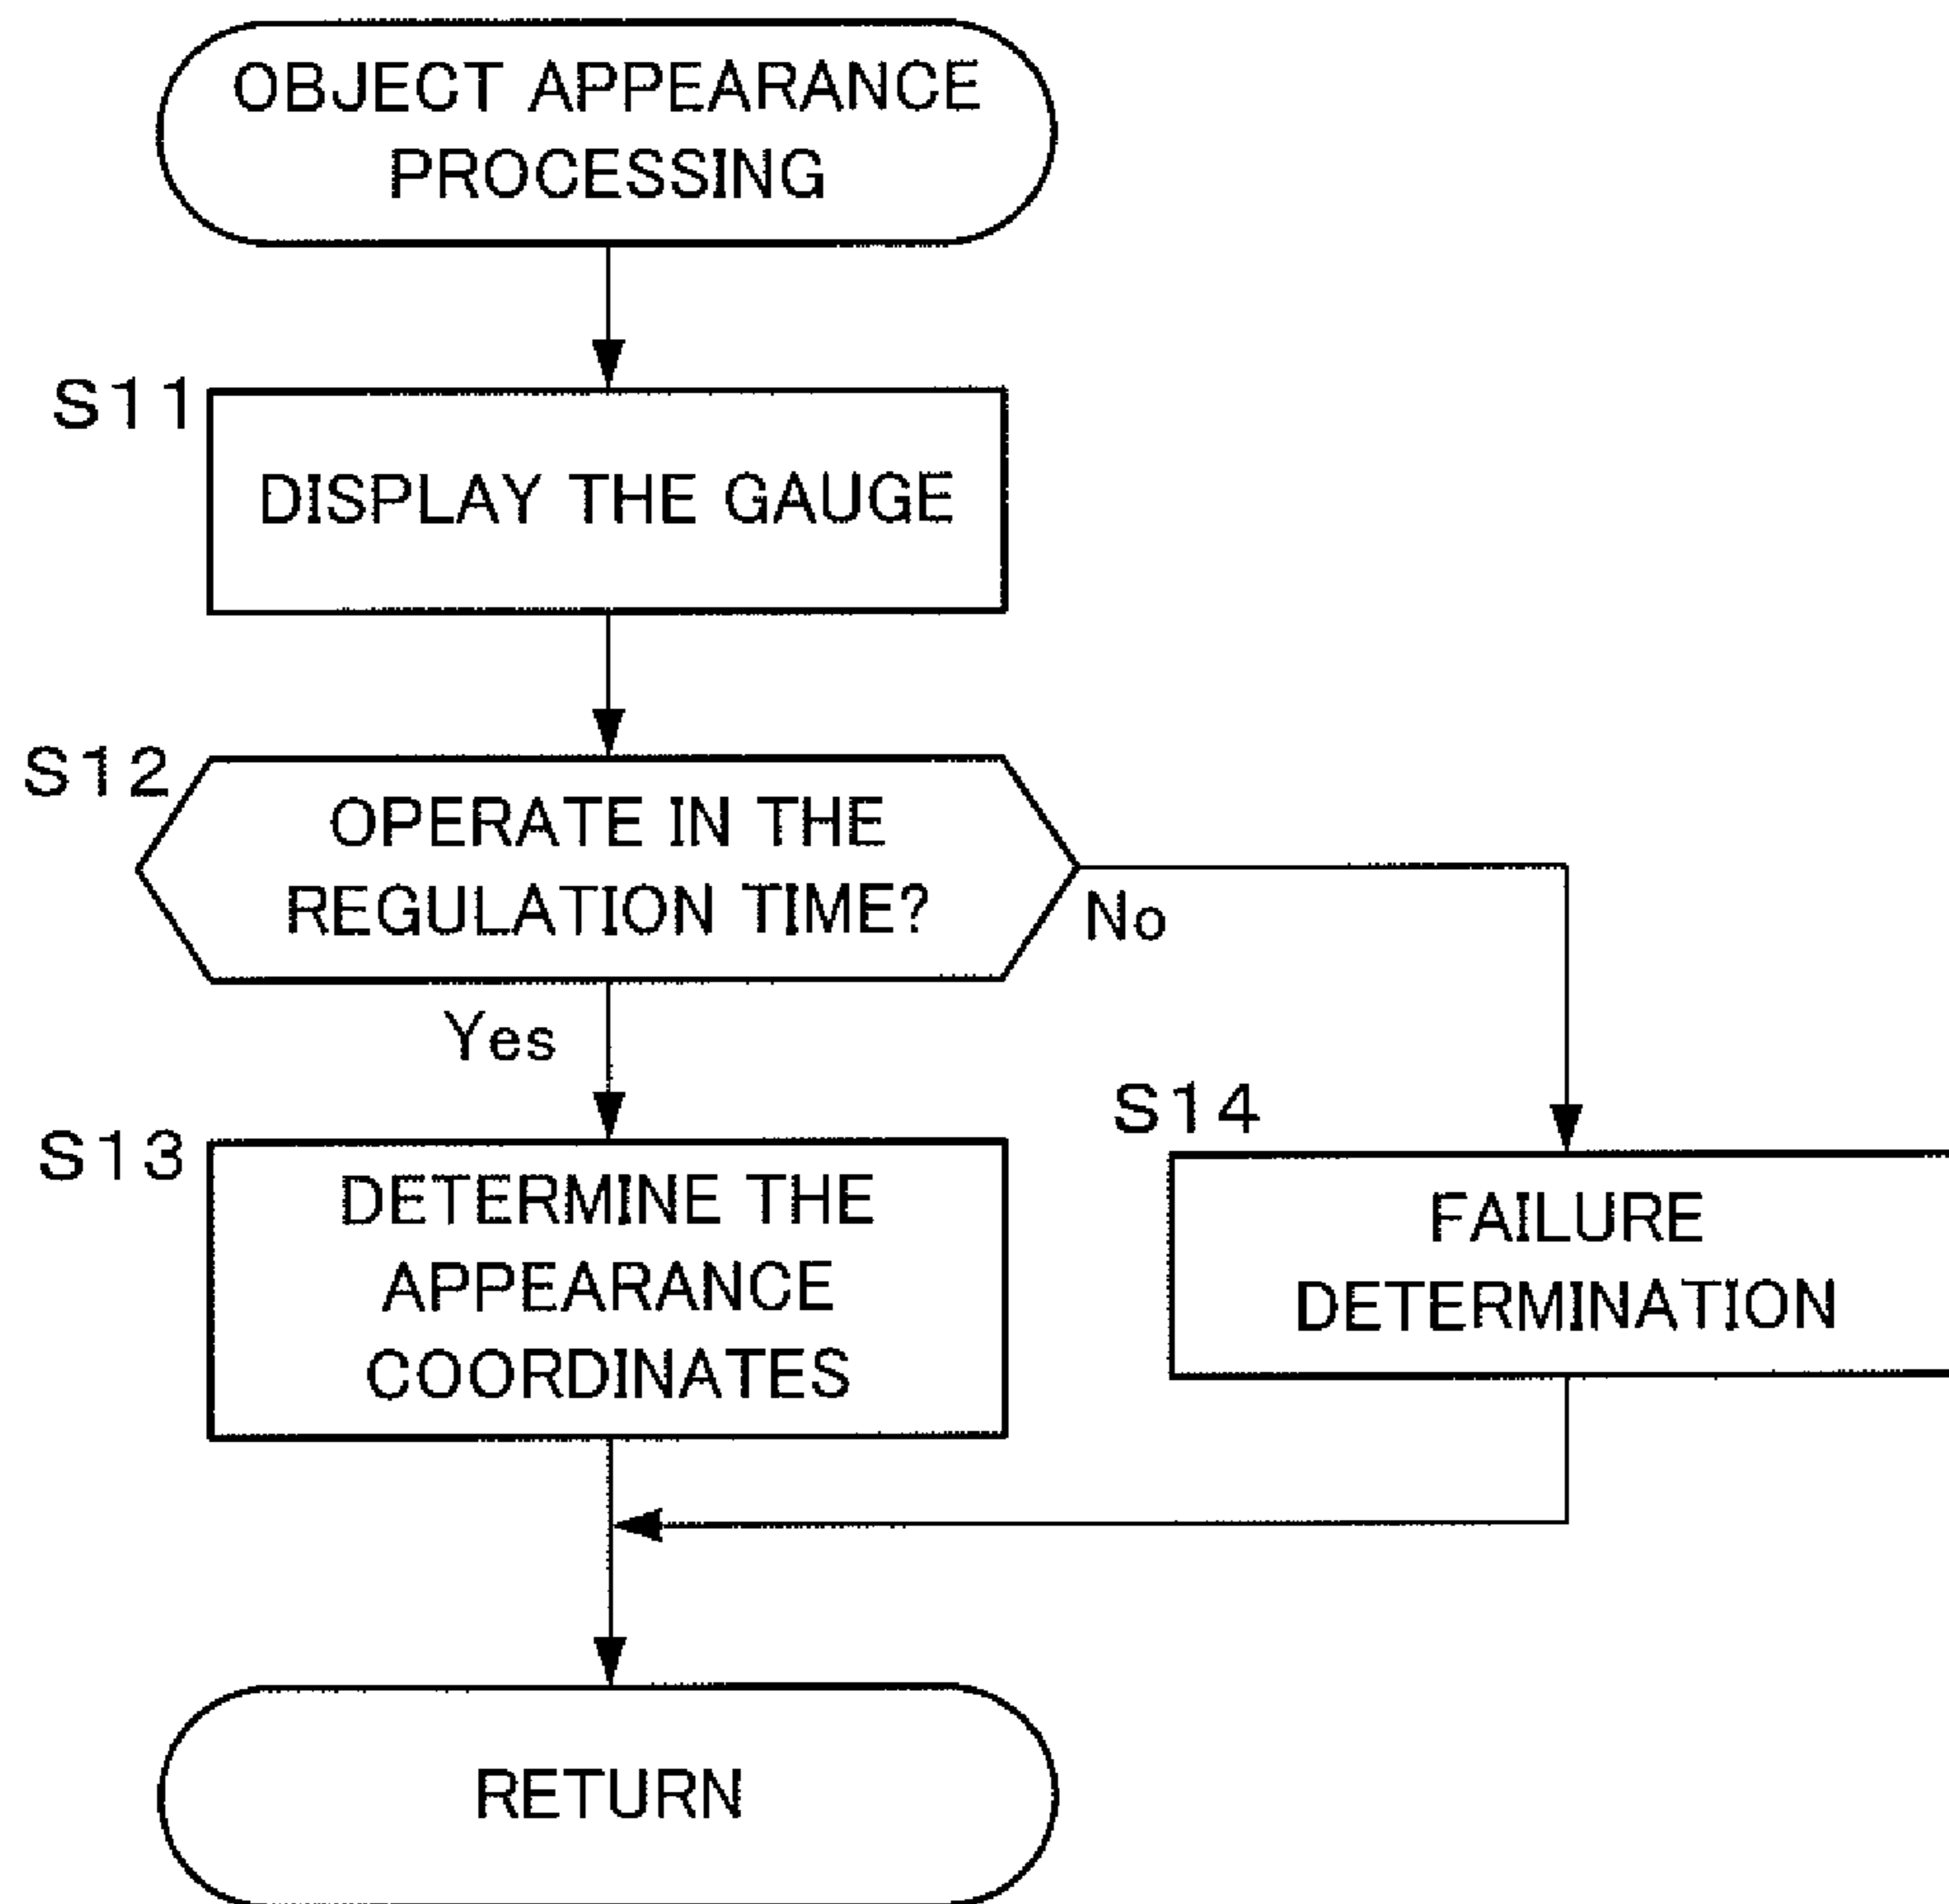 OBJECT APPEARANCE
PROCESSING
S11
DISPLAY THE GAUGE
S12
OPERATE IN THE
REGULATION TIME?
No
Yes
S13
DETERMINE THE
APPEARANCE
COORDINATES
S14
FAILURE
DETERMINATION
RETURN